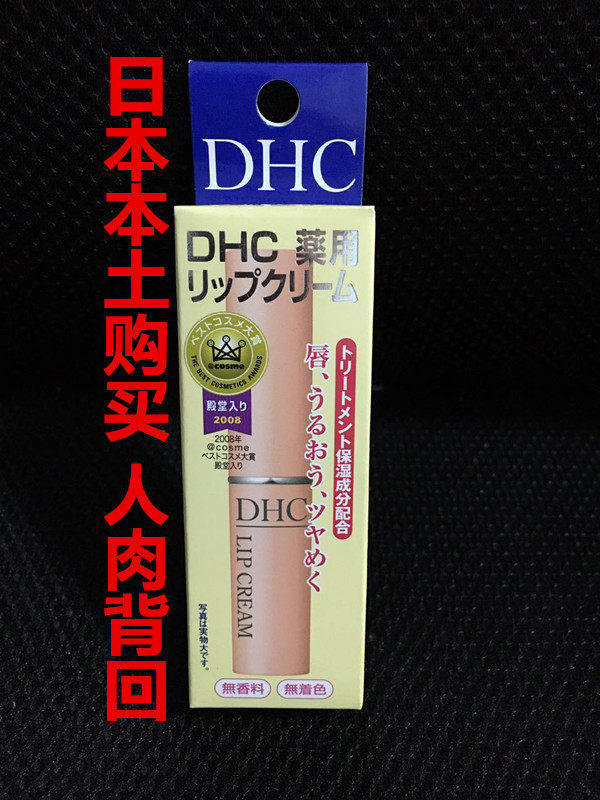 日本本土购买 人肉背回
DHC
DHC 薬用
リップクリーム
ベストコスメ大賞
@cosme
THE BEST COSMETICS AWARDS
殿堂入り
2008
2008年
@cosme
ベストコスメ大賞
殿堂入り
トリートメント保湿成分配合
唇、うるおう、ツヤめく
DHC
LIP CREAM
写真は実物大です。
無香料
無着色